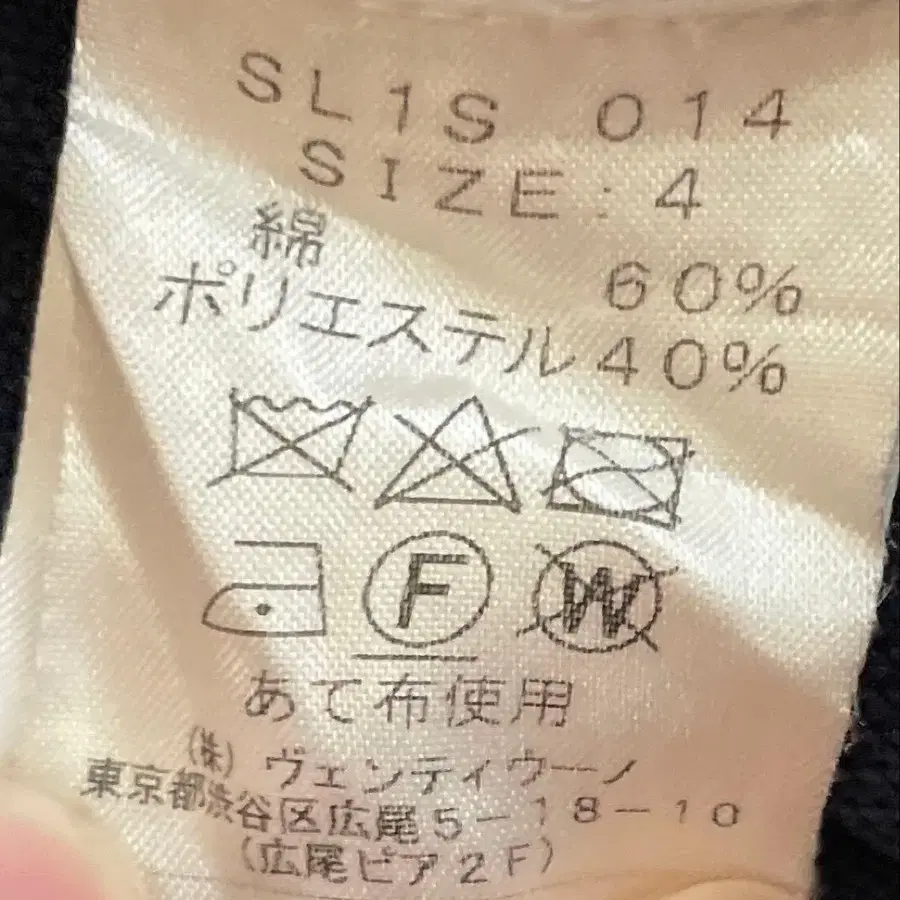 SL1S 014
SIZE:4
綿 60%
ポリエステル40%
F W
あて布使用
(株)ヴェンティウーノ
東京都渋谷区広尾5-18-10
(広尾ピア2F)